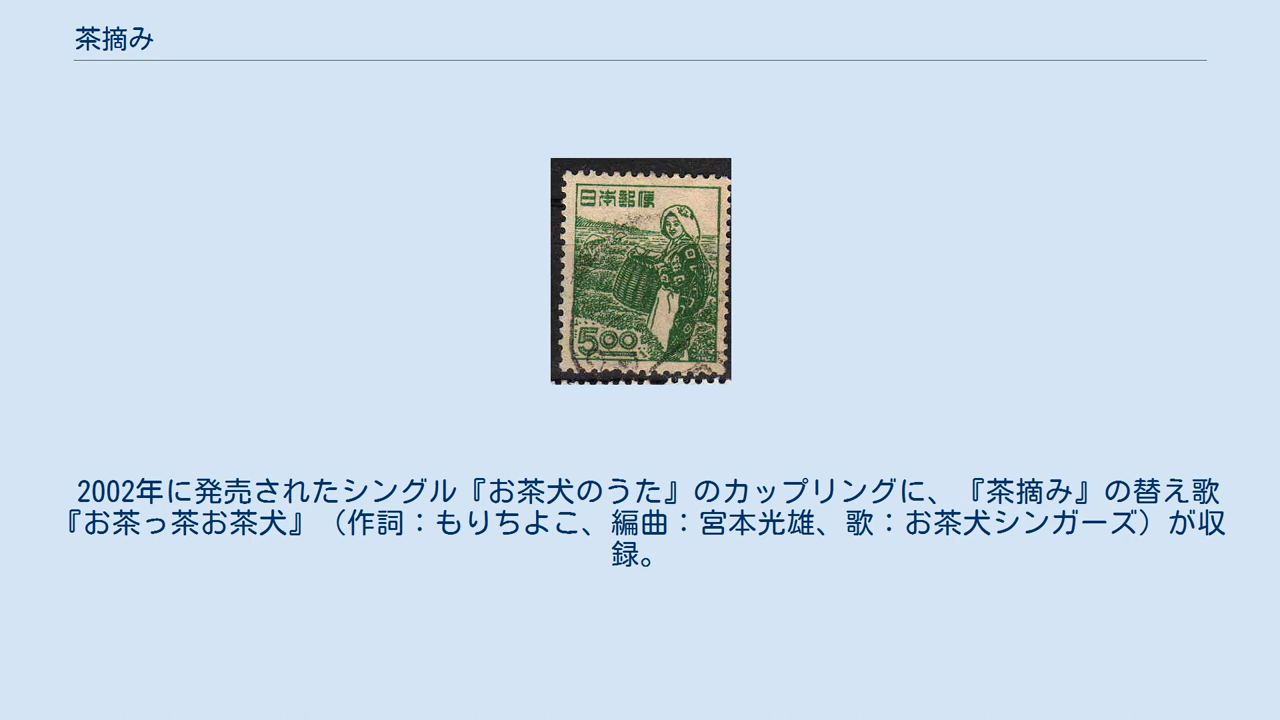 茶摘み
日本郵便
500
2002年に発売されたシングル『お茶犬のうた』のカップリングに、『茶摘み』の替え歌
『お茶っ茶お茶犬』（作詞：もりちよこ、編曲：宮本光雄、歌：お茶犬シンガーズ）が収
録。